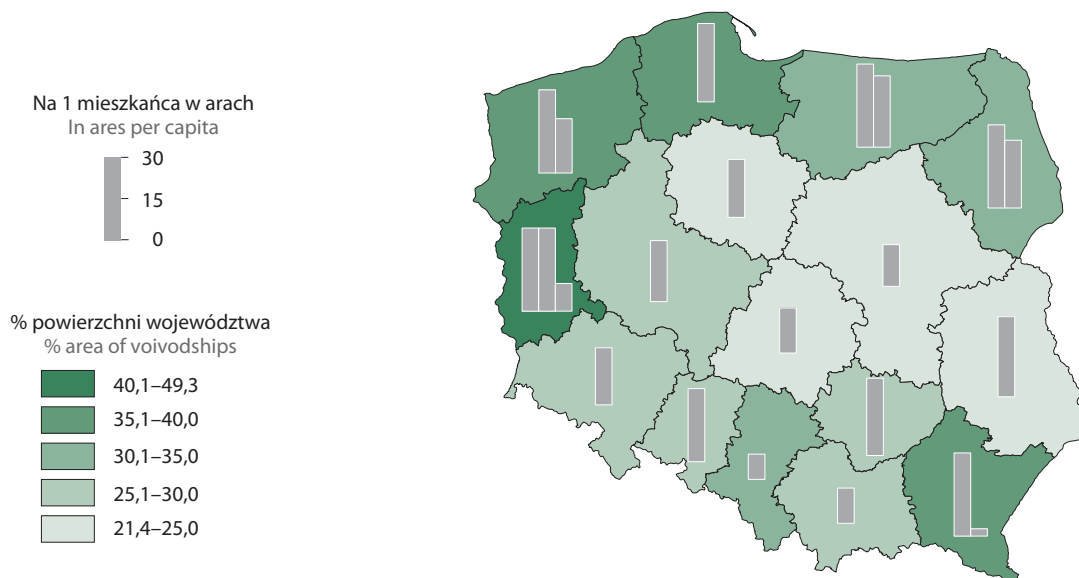 Na 1 mieszkańca w arach
In ares per capita
30
15
0
% powierzchni województwa
% area of voivodships
40,1–49,3
35,1–40,0
30,1–35,0
25,1–30,0
21,4–25,0